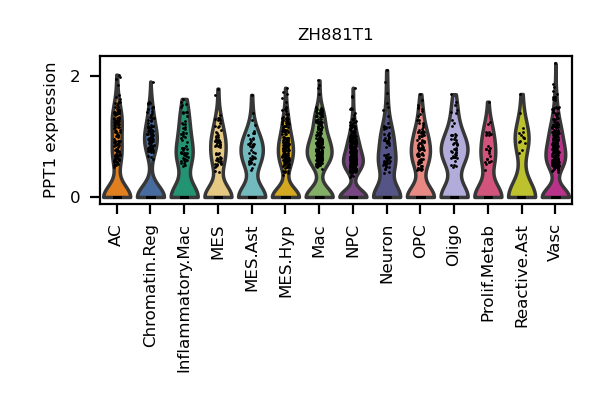 ZH881T1
PPT1 expression
2
0
AC
Chromatin.Reg
Inflammatory.Mac
MES
MES.Ast
MES.Hyp
Mac
NPC
Neuron
OPC
Oligo
Prolif.Metab
Reactive.Ast
Vasc